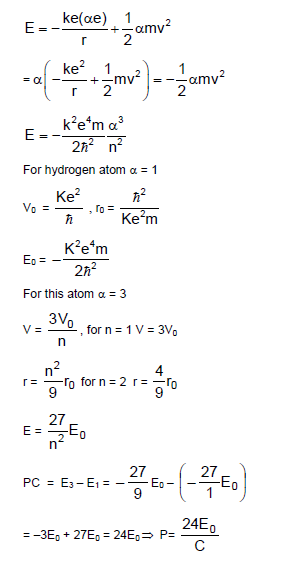 E = -ke(αe)/r + 1/2 αmv²
= α(-ke²/r + 1/2 mv²) = -1/2 αmv²
E = -k²e⁴m/2ℏ² α³/n²
For hydrogen atom α = 1
V₀ = Ke²/ℏ , r₀ = ℏ²/Ke²m
E₀ = -K²e⁴m/2ℏ²
For this atom α = 3
V = 3V₀/n , for n = 1 V = 3V₀
r = n²/9 r₀ for n = 2 r = 4/9 r₀
E = 27/n² E₀
PC = E₃ – E₁ = -27/9 E₀ – (-27/1 E₀)
= –3E₀ + 27E₀ = 24E₀ ⇒ P= 24E₀/C